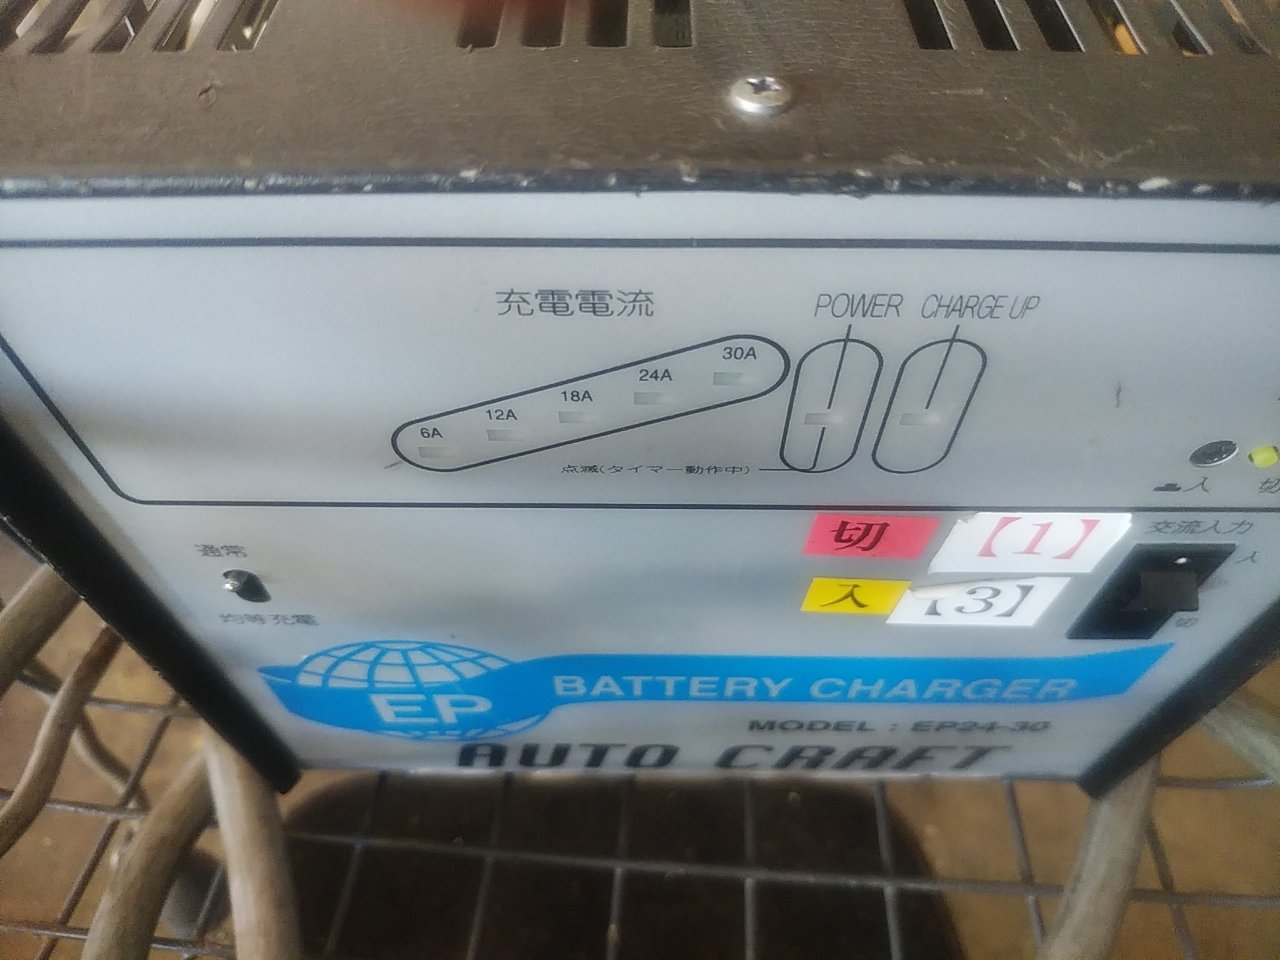 充電電流
POWER CHARGE UP
30A
24A
18A
12A
6A
点滅(タイマー動作中)
入 切
通常
均等充電
切 【1】
入 【3】
交流入力
入
切
EP BATTERY CHARGER
MODEL : EP24-30
AUTO CRAFT